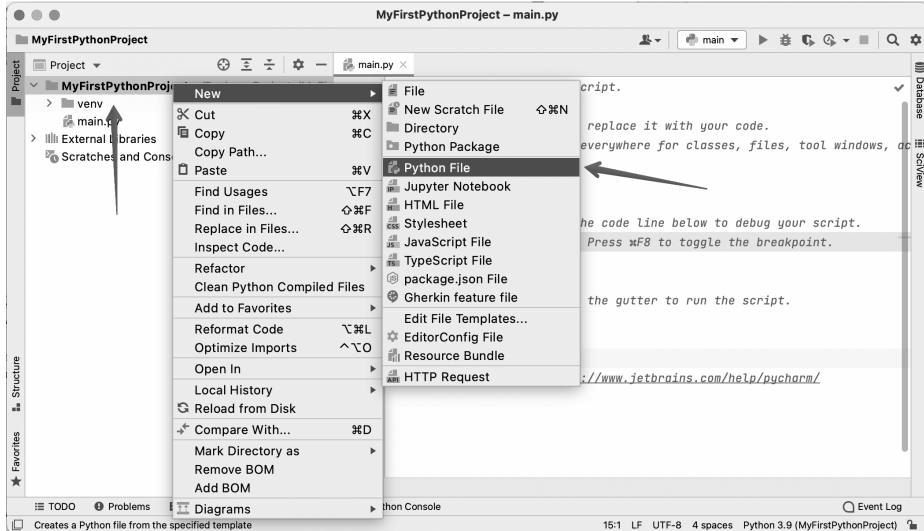 MyFirstPythonProject – main.py
MyFirstPythonProject
main
Project
Project
main.py
MyFirstPythonProj
venv
main.py
External Libraries
Scratches and Cons
New
Cut ⌘X
Copy ⌘C
Copy Path...
Paste ⌘V
Find Usages ⌥F7
Find in Files... ⇧⌘F
Replace in Files... ⇧⌘R
Inspect Code...
Refactor
Clean Python Compiled Files
Add to Favorites
Reformat Code ⌥⌘L
Optimize Imports ^⌥O
Open In
Local History
Reload from Disk
Compare With... ⌘D
Mark Directory as
Remove BOM
Add BOM
Diagrams
File
New Scratch File ⇧⌘N
Directory
Python Package
Python File
Jupyter Notebook
HTML File
Stylesheet
JavaScript File
TypeScript File
package.json File
Gherkin feature file
Edit File Templates...
EditorConfig File
Resource Bundle
HTTP Request
cript.
replace it with your code.
everywhere for classes, files, tool windows, ac
he code line below to debug your script.
Press ⌘F8 to toggle the breakpoint.
the gutter to run the script.
://www.jetbrains.com/help/pycharm/
Database
SciView
Structure
Favorites
TODO
Problems
thon Console
Event Log
Creates a Python file from the specified template
15:1 LF UTF-8 4 spaces Python 3.9 (MyFirstPythonProject)